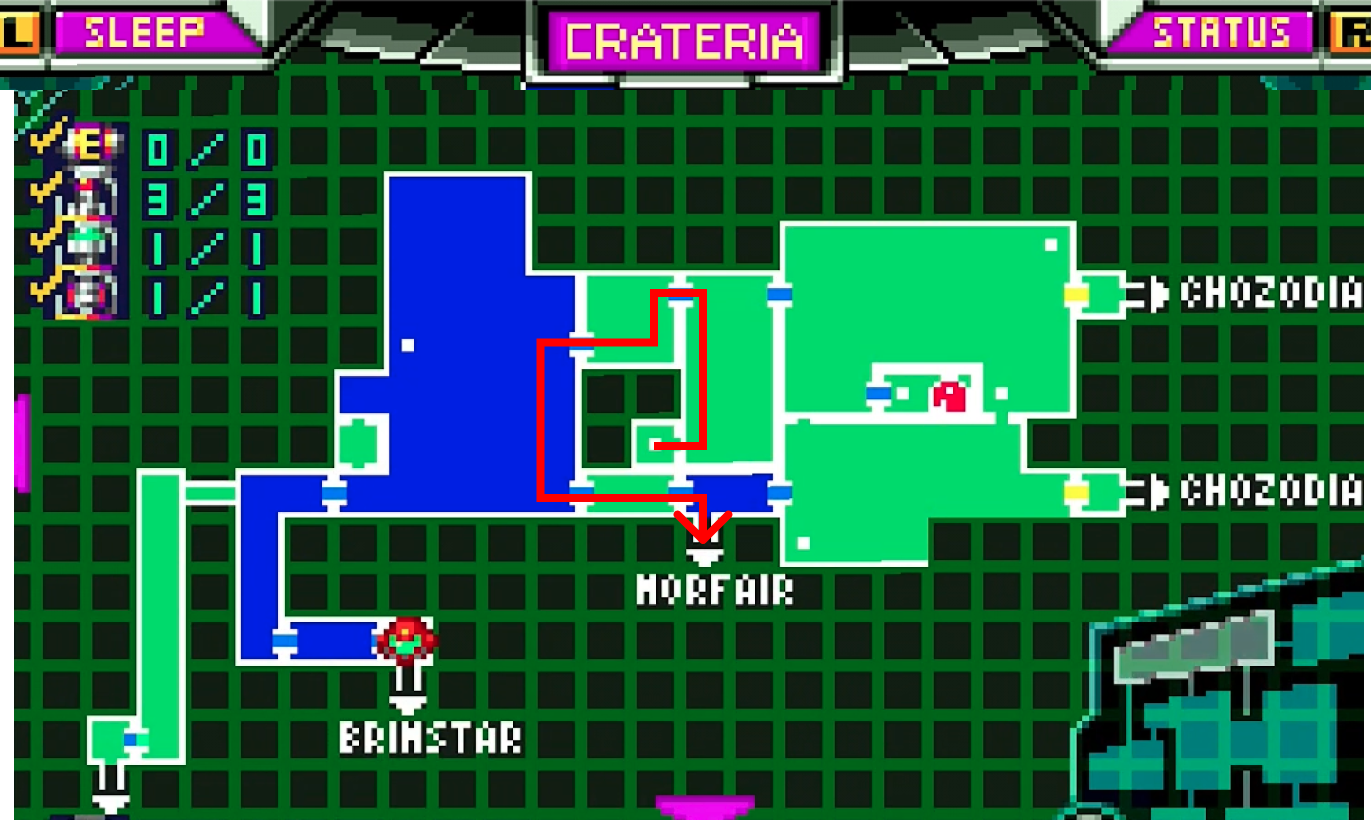 L SLEEP CRATERIA STATUS R
E 0/0
3/3
1/1
1/1
CHOZODIA
CHOZODIA
NORFAIR
BRINSTAR